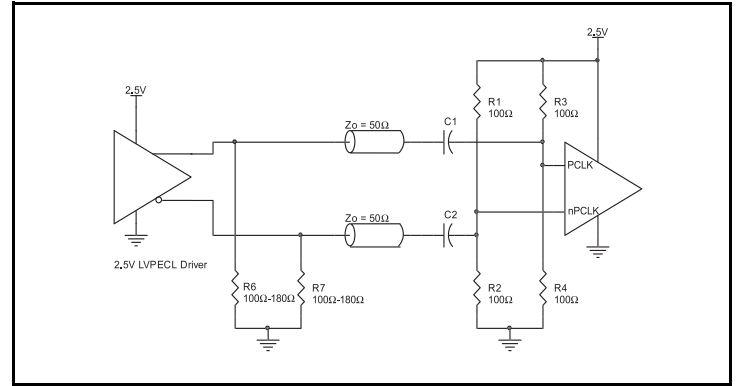 2.5V
2.5V
R1
100Ω
R3
100Ω
Zo = 50Ω
C1
PCLK
Zo = 50Ω
C2
nPCLK
2.5V LVPECL Driver
R6
100Ω-180Ω
R7
100Ω-180Ω
R2
100Ω
R4
100Ω